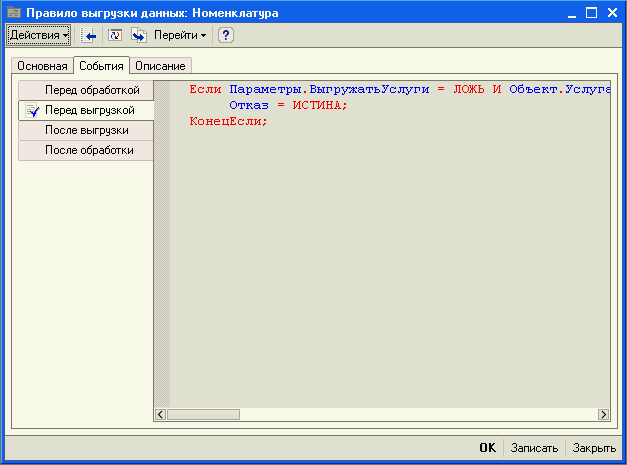 Правило выгрузки данных: Номенклатура
Действия Перейти ?
Основная События Описание
Перед обработкой
Перед выгрузкой
После выгрузки
После обработки
Если Параметры.ВыгружатьУслуги = ЛОЖЬ И Объект.Услуга
Отказ = ИСТИНА;
КонецЕсли;
OK Записать Закрыть